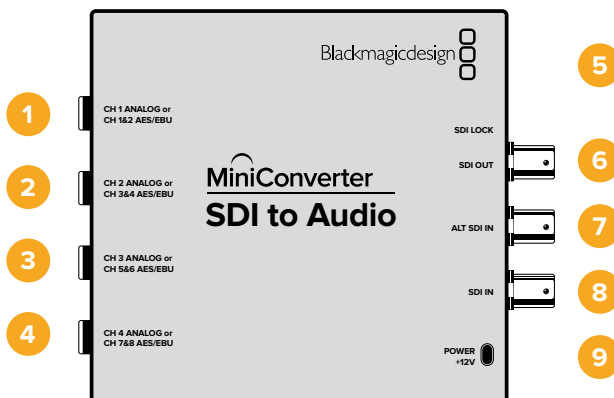 Blackmagicdesign
1
CH 1 ANALOG or
CH 1&2 AES/EBU
2
CH 2 ANALOG or
CH 3&4 AES/EBU
3
CH 3 ANALOG or
CH 5&6 AES/EBU
4
CH 4 ANALOG or
CH 7&8 AES/EBU
MiniConverter
SDI to Audio
5
SDI LOCK
SDI OUT
6
ALT SDI IN
7
SDI IN
8
POWER
+12V
9